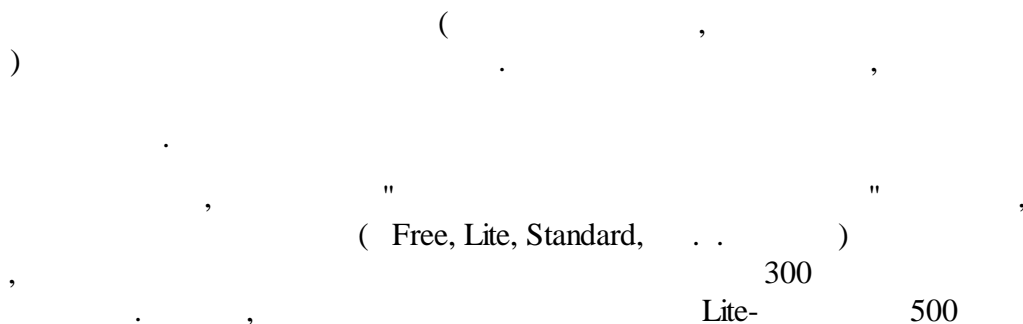 ( ,
) . ,
.
, " " ,
( Free, Lite, Standard, . . )
, 300
. , Lite- 500